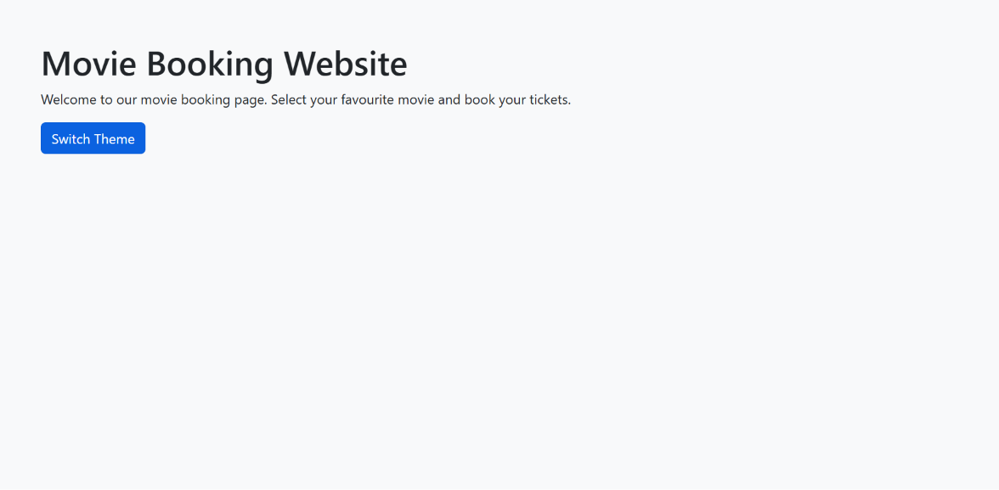 Movie Booking Website
Welcome to our movie booking page. Select your favourite movie and book your tickets.
Switch Theme